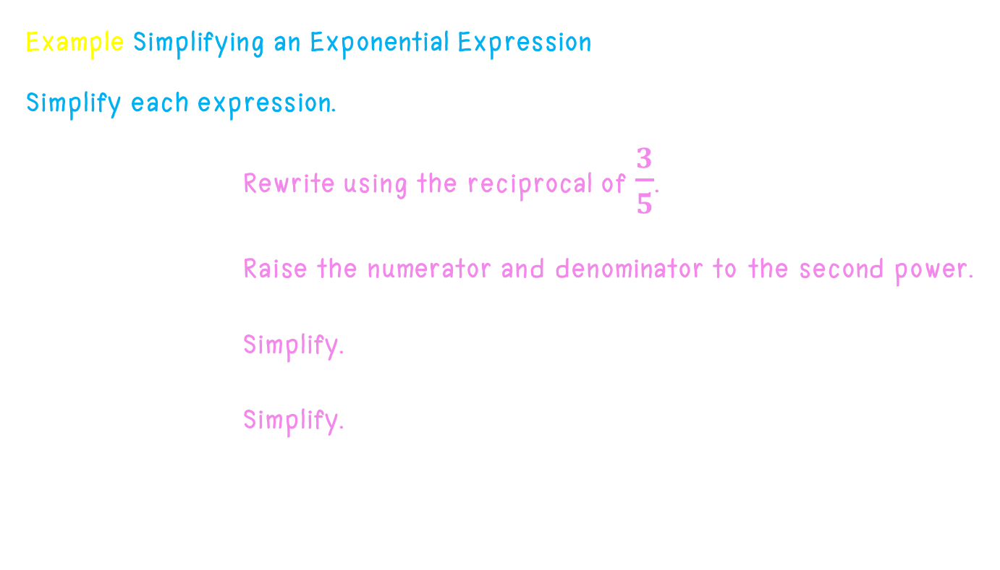 Example Simplifying an Exponential Expression
Simplify each expression.
Rewrite using the reciprocal of 3/5.
Raise the numerator and denominator to the second power.
Simplify.
Simplify.